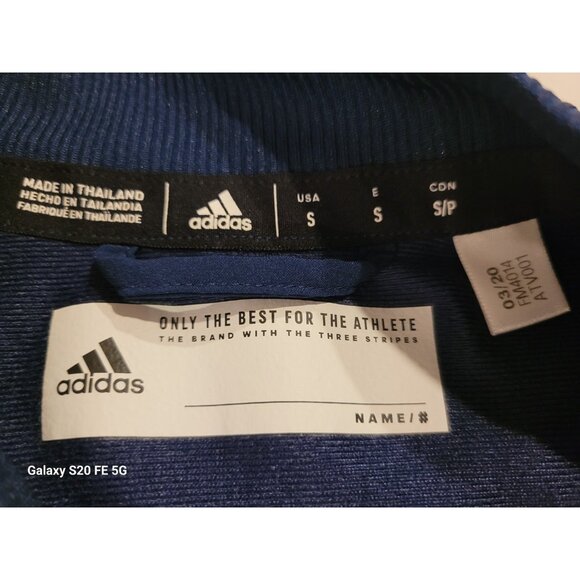 MADE IN THAILAND
HECHO EN TAILANDIA
FABRIQUÉ EN THAÏLANDE
adidas
USA
S
E
S
CDN
S/P
03/20
FM4014
A1V001
ONLY THE BEST FOR THE ATHLETE
THE BRAND WITH THE THREE STRIPES
adidas
NAME/#
Galaxy S20 FE 5G